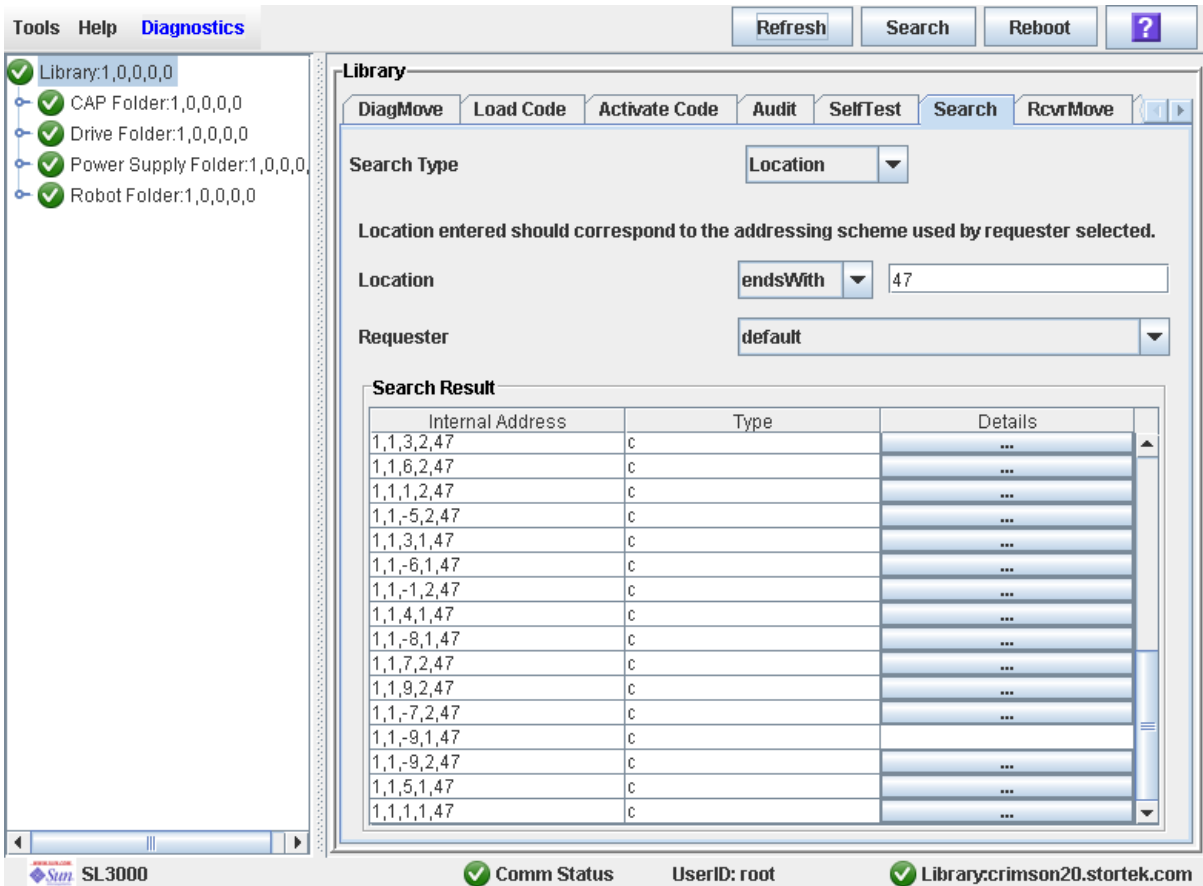 Tools Help Diagnostics
Refresh Search Reboot ?
Library:1,0,0,0,0
CAP Folder:1,0,0,0,0
Drive Folder:1,0,0,0,0
Power Supply Folder:1,0,0,0,
Robot Folder:1,0,0,0,0
Library
DiagMove Load Code Activate Code Audit SelfTest Search RcvrMove
Search Type Location
Location entered should correspond to the addressing scheme used by requester selected.
Location endsWith 47
Requester default
Search Result
Internal Address Type Details
1,1,3,2,47 c ...
1,1,6,2,47 c ...
1,1,1,2,47 c ...
1,1,-5,2,47 c ...
1,1,3,1,47 c ...
1,1,-6,1,47 c ...
1,1,-1,2,47 c ...
1,1,4,1,47 c ...
1,1,-8,1,47 c ...
1,1,7,2,47 c ...
1,1,9,2,47 c ...
1,1,-7,2,47 c ...
1,1,-9,1,47 c
1,1,-9,2,47 c ...
1,1,5,1,47 c ...
1,1,1,1,47 c ...
Sun SL3000 Comm Status UserID: root Library:crimson20.stortek.com